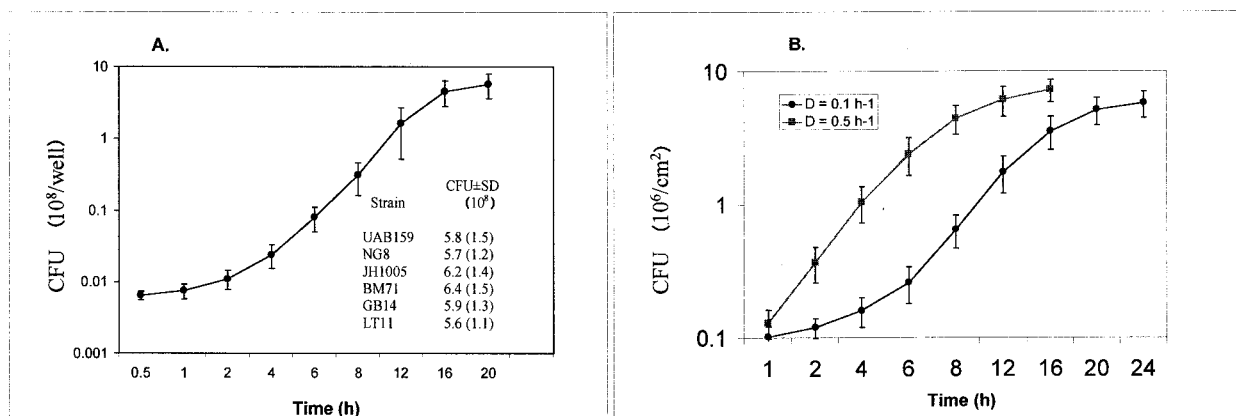 A.
10
1
0.1
0.01
0.001
CFU (10⁸/well)
Strain CFU±SD (10⁸)
UAB159 5.8 (1.5)
NG8 5.7 (1.2)
JH1005 6.2 (1.4)
BM71 6.4 (1.5)
GB14 5.9 (1.3)
LT11 5.6 (1.1)
0.5 1 2 4 6 8 12 16 20
Time (h)
B.
10
1
0.1
CFU (10⁶/cm²)
D = 0.1 h-1
D = 0.5 h-1
1 2 4 6 8 12 16 20 24
Time (h)